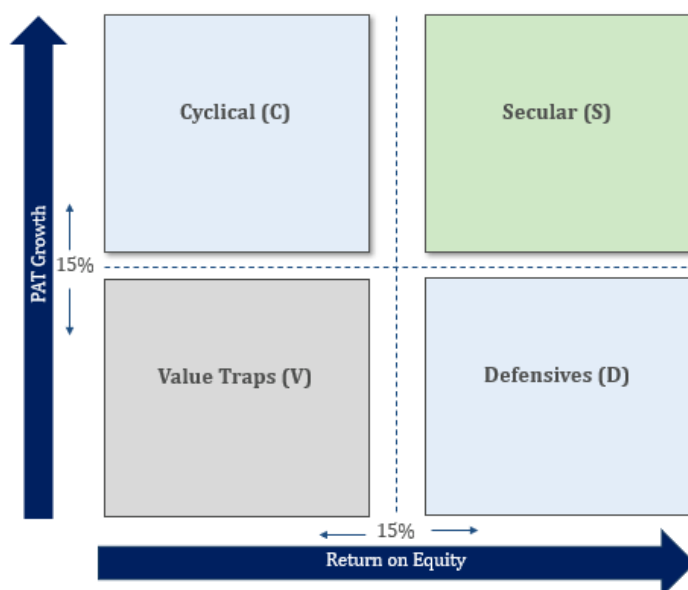 Cyclical (C)
Secular (S)
PAT Growth
15%
Value Traps (V)
Defensives (D)
15%
Return on Equity